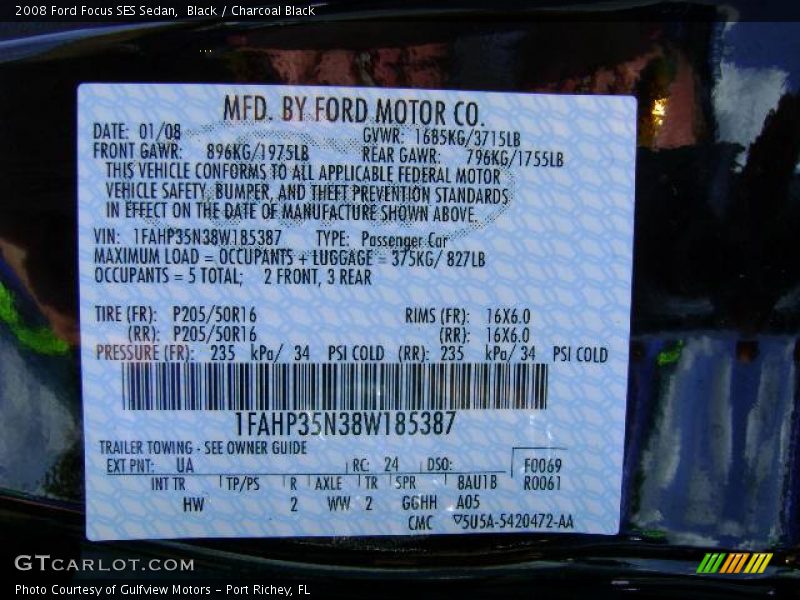 2008 Ford Focus SES Sedan,  Black / Charcoal Black
MFD. BY FORD MOTOR CO.
DATE: 01/08 GVWR: 1685KG/3715LB
FRONT GAWR: 896KG/1975LB REAR GAWR: 796KG/1755LB
THIS VEHICLE CONFORMS TO ALL APPLICABLE FEDERAL MOTOR
VEHICLE SAFETY, BUMPER, AND THEFT PREVENTION STANDARDS
IN EFFECT ON THE DATE OF MANUFACTURE SHOWN ABOVE.
VIN: 1FAHP35N38W185387 TYPE: Passenger Car
MAXIMUM LOAD = OCCUPANTS + LUGGAGE = 375KG/ 827LB
OCCUPANTS = 5 TOTAL; 2 FRONT, 3 REAR
TIRE (FR): P205/50R16 RIMS (FR): 16X6.0
(RR): P205/50R16 (RR): 16X6.0
PRESSURE (FR): 235 kPa/ 34 PSI COLD (RR): 235 kPa/ 34 PSI COLD
1FAHP35N38W185387
TRAILER TOWING - SEE OWNER GUIDE
EXT PNT: UA RC: 24 DSO: F0069
INT TR TP/PS R AXLE TR SPR 8AU1B R0061
HW 2 WW 2 GGHH A05
CMC ▽5U5A-5420472-AA
GTCARLOT.COM
Photo Courtesy of Gulfview Motors – Port Richey, FL